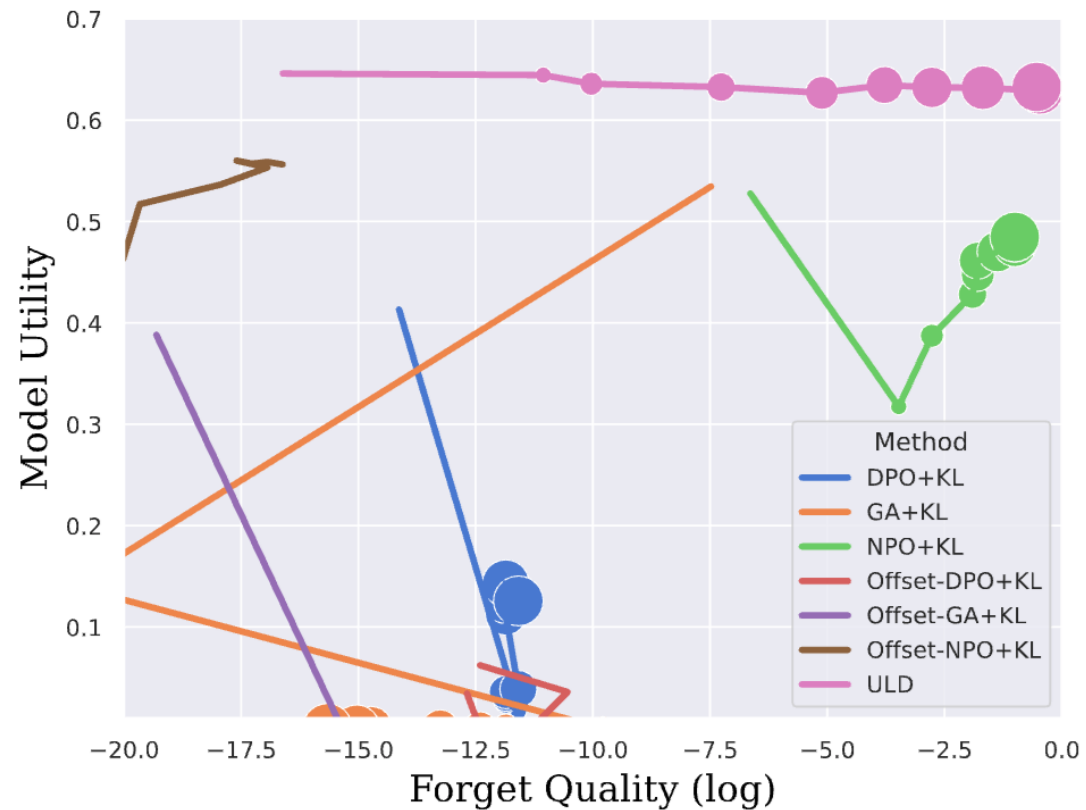 0.7
0.6
0.5
0.4
0.3
0.2
0.1
Model Utility
Method
DPO+KL
GA+KL
NPO+KL
Offset-DPO+KL
Offset-GA+KL
Offset-NPO+KL
ULD
−20.0 −17.5 −15.0 −12.5 −10.0 −7.5 −5.0 −2.5 0.0
Forget Quality (log)